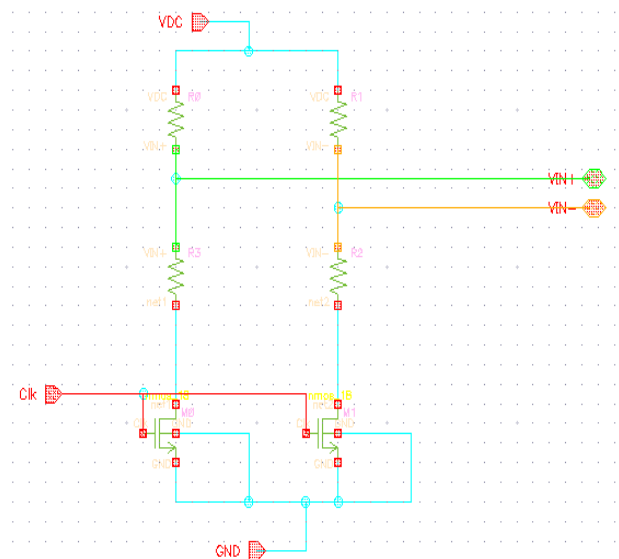 VDC
VDC R0 VDC R1
VIN+ VIN-
VIN+
VIN-
VIN+ R3 VIN- R2
net1
Clk
M0 M1
GND
GND GND
GND